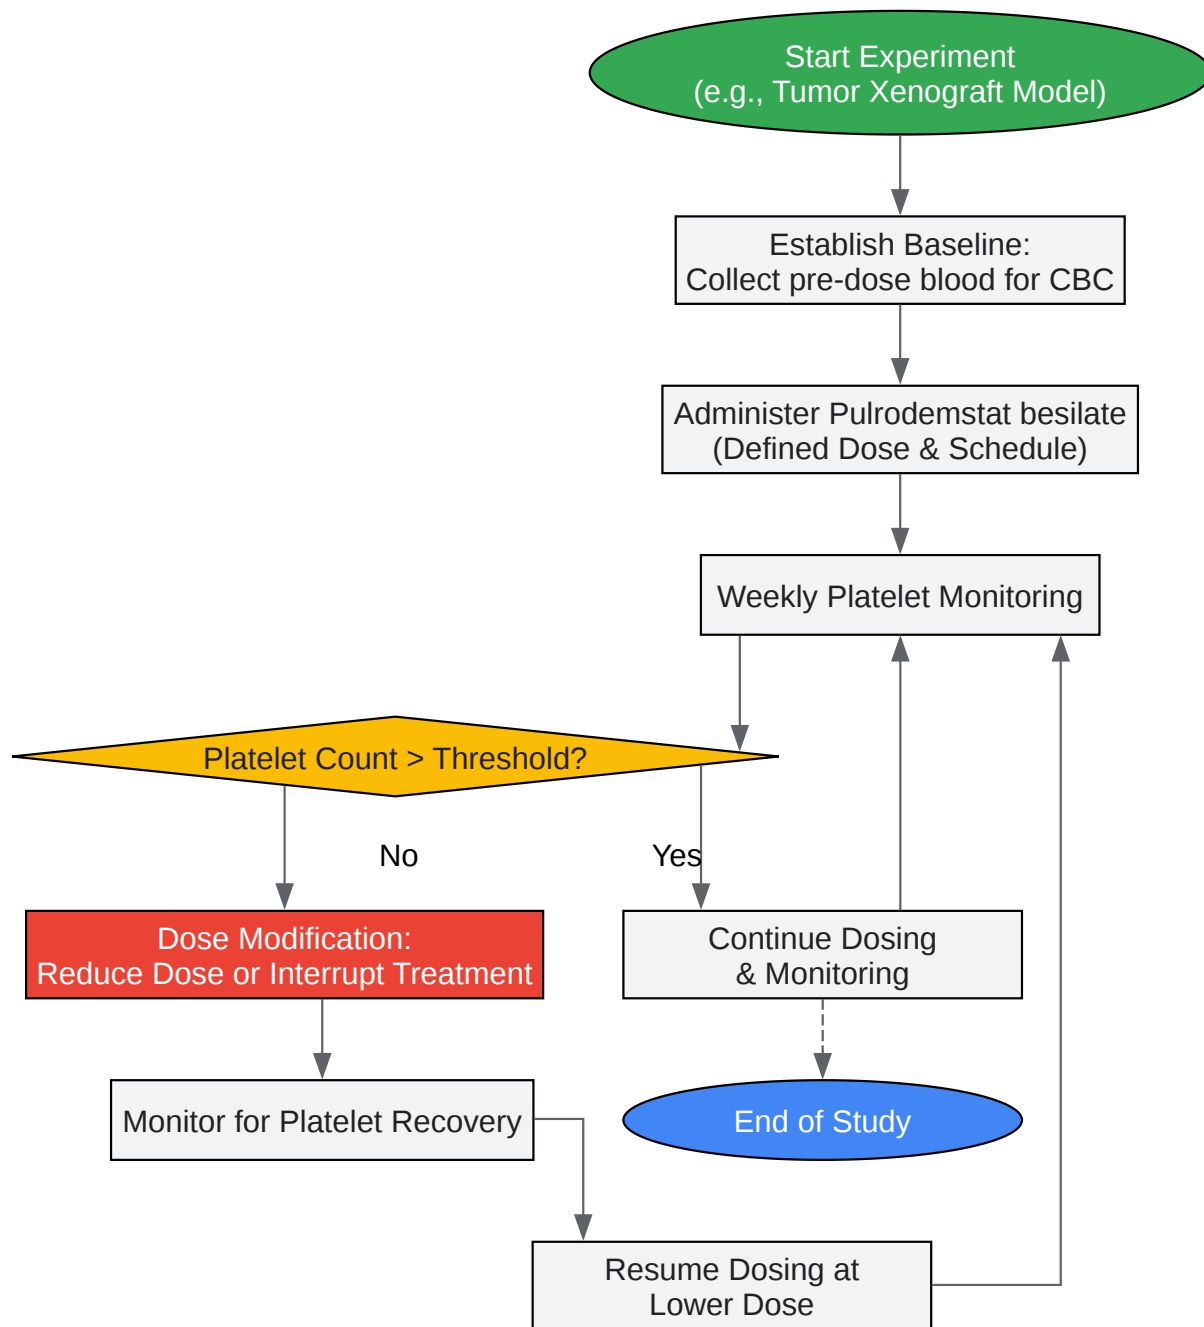 Start Experiment
(e.g., Tumor Xenograft Model)
Establish Baseline:
Collect pre-dose blood for CBC
Administer Pulrodemstat besilate
(Defined Dose & Schedule)
Weekly Platelet Monitoring
Platelet Count > Threshold?
No
Yes
Dose Modification:
Reduce Dose or Interrupt Treatment
Continue Dosing
& Monitoring
Monitor for Platelet Recovery
End of Study
Resume Dosing at
Lower Dose